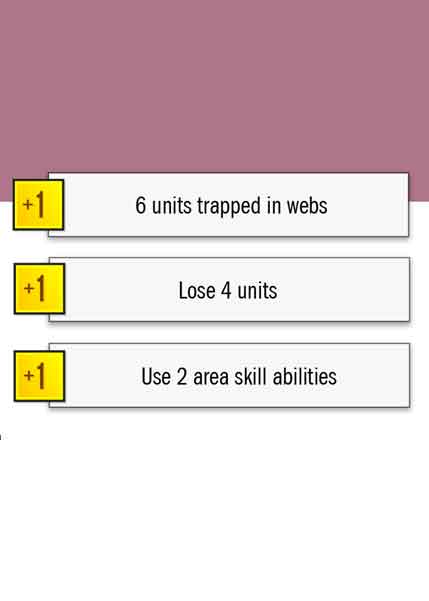 +1 6 units trapped in webs
+1 Lose 4 units
+1 Use 2 area skill abilities